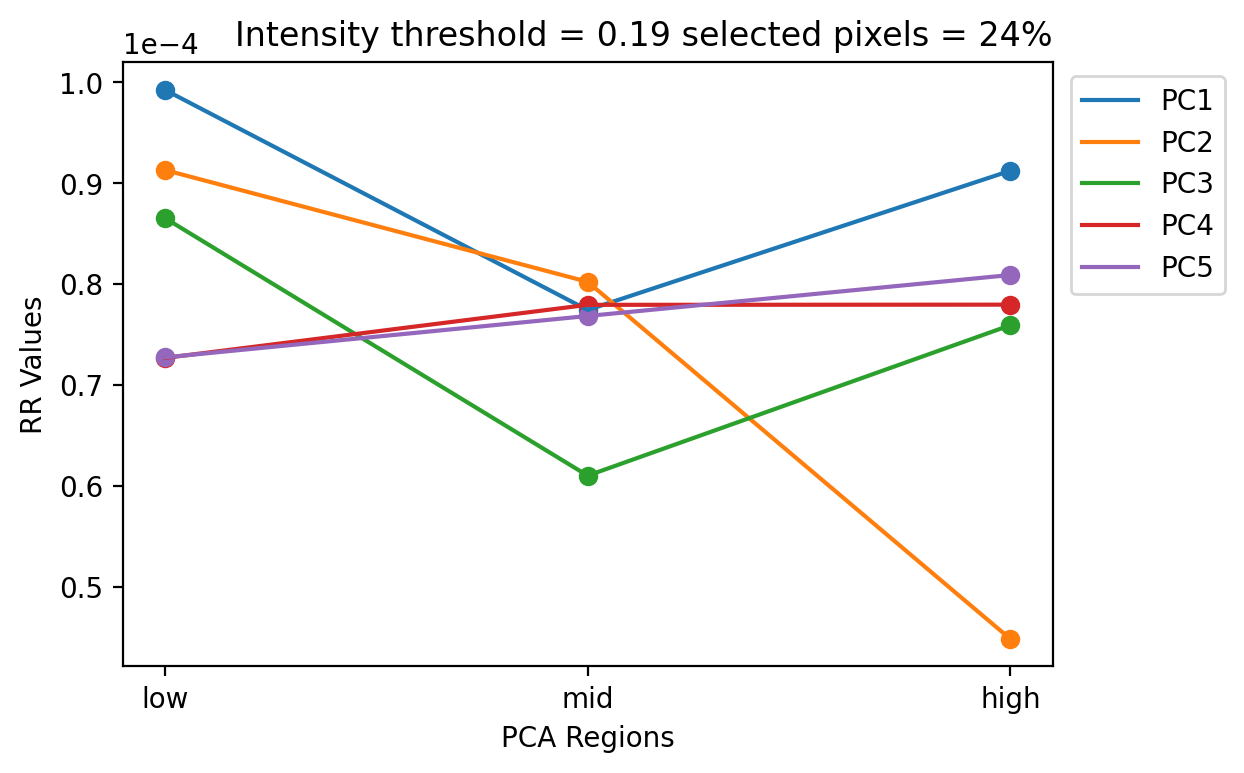 Intensity threshold = 0.19 selected pixels = 24%
1e−4
1.0
0.9
0.8
0.7
0.6
0.5
RR Values
low
mid
high
PCA Regions
PC1
PC2
PC3
PC4
PC5